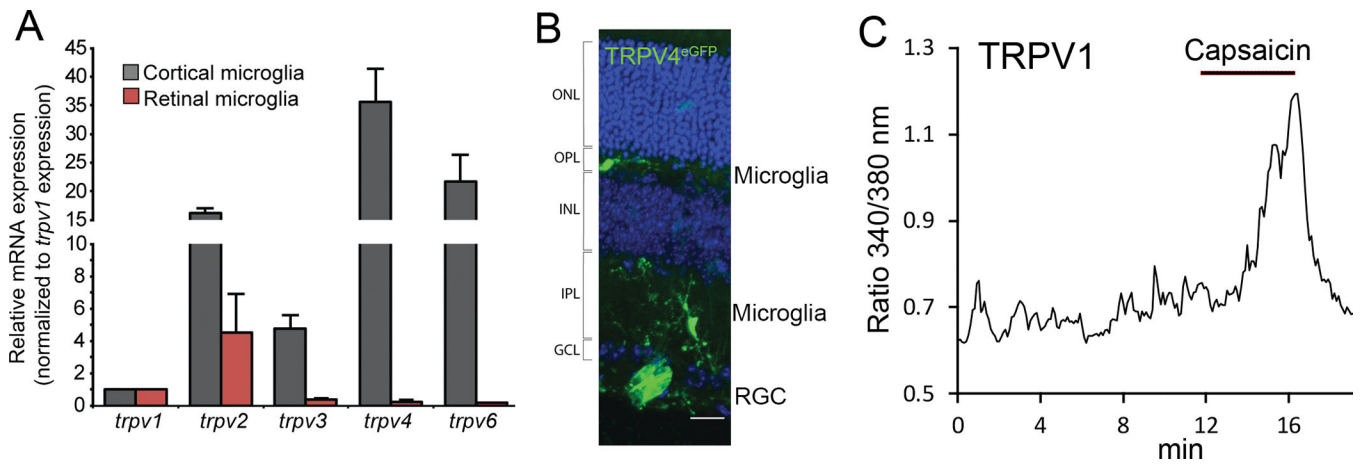 A
Relative mRNA expression
(normalized to trpv1 expression)
45
40
35
30
25
20
15
10
8
6
4
2
0
Cortical microglia
Retinal microglia
trpv1 trpv2 trpv3 trpv4 trpv6
B
TRPV4eGFP
ONL
OPL
INL
IPL
GCL
Microglia
Microglia
RGC
C
TRPV1
Capsaicin
Ratio 340/380 nm
1.3
1.1
0.9
0.7
0.5
0 4 8 12 16
min